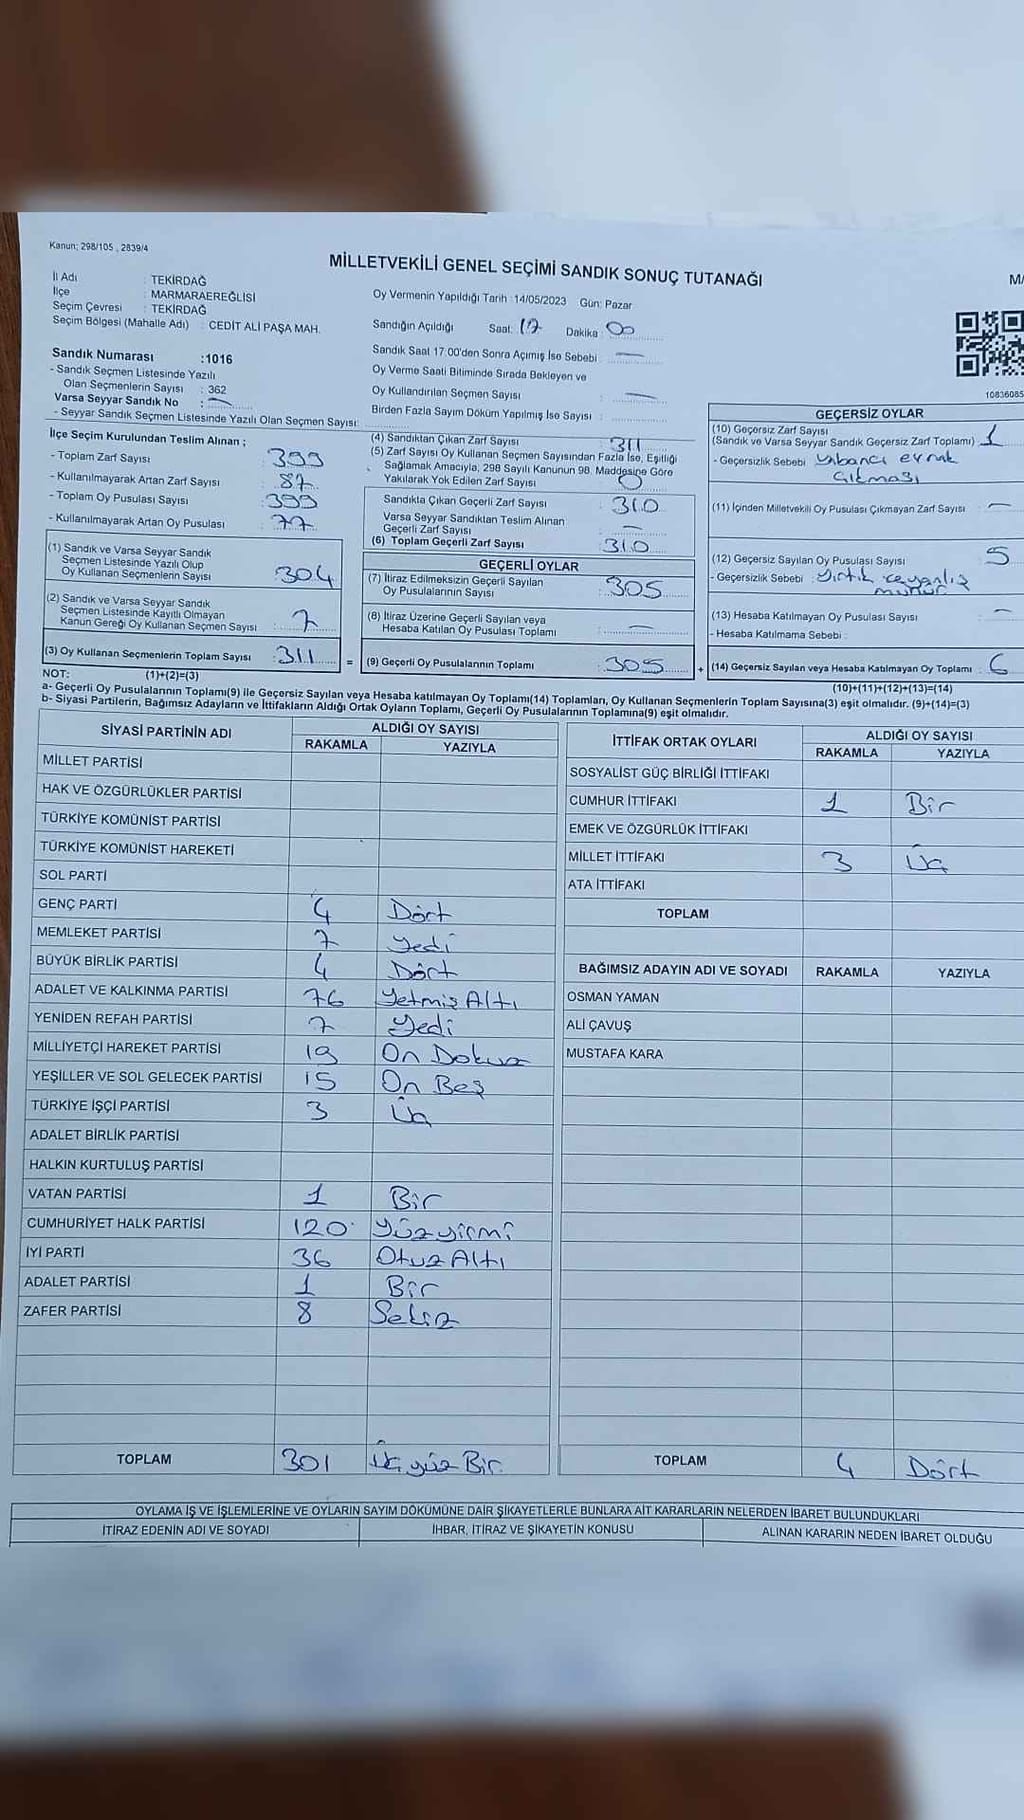 Kanun; 298/105 , 2839/4
MİLLETVEKİLİ GENEL SEÇİMİ SANDIK SONUÇ TUTANAĞI
İl Adı : TEKİRDAĞ
İlçe : MARMARAEREĞLİSİ
Seçim Çevresi : TEKİRDAĞ
Seçim Bölgesi (Mahalle Adı) : CEDİT ALİ PAŞA MAH.
Sandık Numarası :1016
- Sandık Seçmen Listesinde Yazılı
Olan Seçmenlerin Sayısı : 362
Varsa Seyyar Sandık No : —
- Seyyar Sandık Seçmen Listesinde Yazılı Olan Seçmen Sayısı:
Oy Vermenin Yapıldığı Tarih :14/05/2023 Gün: Pazar
Sandığın Açıldığı Saat: 17 Dakika: 00
Sandık Saat 17:00'den Sonra Açımış İse Sebebi : —
Oy Verme Saati Bitiminde Sırada Bekleyen ve
Oy Kullandırılan Seçmen Sayısı : —
Birden Fazla Sayım Döküm Yapılmış İse Sayısı :
10836085
İlçe Seçim Kurulundan Teslim Alınan ;
- Toplam Zarf Sayısı : 399
- Kullanılmayarak Artan Zarf Sayısı : 87
- Toplam Oy Pusulası Sayısı : 399
- Kullanılmayarak Artan Oy Pusulası : 77
(1) Sandık ve Varsa Seyyar Sandık
Seçmen Listesinde Yazılı Olup
Oy Kullanan Seçmenlerin Sayısı : 304
(2) Sandık ve Varsa Seyyar Sandık
Seçmen Listesinde Kayıtlı Olmayan
Kanun Gereği Oy Kullanan Seçmen Sayısı : 7
(3) Oy Kullanan Seçmenlerin Toplam Sayısı : 311
(4) Sandıktan Çıkan Zarf Sayısı : 311
(5) Zarf Sayısı Oy Kullanan Seçmen Sayısından Fazla İse, Eşitliği
Sağlamak Amacıyla, 298 Sayılı Kanunun 98. Maddesine Göre
Yakılarak Yok Edilen Zarf Sayısı : 0
Sandıkta Çıkan Geçerli Zarf Sayısı : 310
Varsa Seyyar Sandıktan Teslim Alınan
Geçerli Zarf Sayısı : —
(6) Toplam Geçerli Zarf Sayısı : 310
GEÇERLİ OYLAR
(7) İtiraz Edilmeksizin Geçerli Sayılan
Oy Pusulalarının Sayısı : 305
(8) İtiraz Üzerine Geçerli Sayılan veya
Hesaba Katılan Oy Pusulası Toplamı : —
= (9) Geçerli Oy Pusulalarının Toplamı : 305
GEÇERSİZ OYLAR
(10) Geçersiz Zarf Sayısı
(Sandık ve Varsa Seyyar Sandık Geçersiz Zarf Toplamı) : 1
- Geçersizlik Sebebi : Yabancı evrak
çıkması
(11) İçinden Milletvekili Oy Pusulası Çıkmayan Zarf Sayısı : —
(12) Geçersiz Sayılan Oy Pusulası Sayısı : 5
- Geçersizlik Sebebi : Yırtık
mühür
(13) Hesaba Katılmayan Oy Pusulası Sayısı : —
- Hesaba Katılmama Sebebi :
+ (14) Geçersiz Sayılan veya Hesaba Katılmayan Oy Toplamı : 6
NOT: (1)+(2)=(3)
(10)+(11)+(12)+(13)=(14)
a- Geçerli Oy Pusulalarının Toplamı(9) ile Geçersiz Sayılan veya Hesaba katılmayan Oy Toplamı(14) Toplamları, Oy Kullanan Seçmenlerin Toplam Sayısına(3) eşit olmalıdır. (9)+(14)=(3)
b- Siyasi Partilerin, Bağımsız Adayların ve İttifakların Aldığı Ortak Oyların Toplamı, Geçerli Oy Pusulalarının Toplamına(9) eşit olmalıdır.
SİYASİ PARTİNİN ADI ALDIĞI OY SAYISI
RAKAMLA YAZIYLA
MİLLET PARTİSİ
HAK VE ÖZGÜRLÜKLER PARTİSİ
TÜRKİYE KOMÜNİST PARTİSİ
TÜRKİYE KOMÜNİST HAREKETİ
SOL PARTİ
GENÇ PARTİ 4 Dört
MEMLEKET PARTİSİ 7 Yedi
BÜYÜK BİRLİK PARTİSİ 4 Dört
ADALET VE KALKINMA PARTİSİ 76 Yetmiş Altı
YENİDEN REFAH PARTİSİ 7 Yedi
MİLLİYETÇİ HAREKET PARTİSİ 19 On Dokuz
YEŞİLLER VE SOL GELECEK PARTİSİ 15 On Beş
TÜRKİYE İŞÇİ PARTİSİ 3 Üç
ADALET BİRLİK PARTİSİ
HALKIN KURTULUŞ PARTİSİ
VATAN PARTİSİ 1 Bir
CUMHURİYET HALK PARTİSİ 120 Yüzyirmi
İYİ PARTİ 36 Otuz Altı
ADALET PARTİSİ 1 Bir
ZAFER PARTİSİ 8 Sekiz
TOPLAM 301 Üçyüz Bir
İTTİFAK ORTAK OYLARI ALDIĞI OY SAYISI
RAKAMLA YAZIYLA
SOSYALİST GÜÇ BİRLİĞİ İTTİFAKI
CUMHUR İTTİFAKI 1 Bir
EMEK VE ÖZGÜRLÜK İTTİFAKI
MİLLET İTTİFAKI 3 Üç
ATA İTTİFAKI
TOPLAM
BAĞIMSIZ ADAYIN ADI VE SOYADI RAKAMLA YAZIYLA
OSMAN YAMAN
ALİ ÇAVUŞ
MUSTAFA KARA
TOPLAM 4 Dört
OYLAMA İŞ VE İŞLEMLERİNE VE OYLARIN SAYIM DÖKÜMÜNE DAİR ŞİKAYETLERLE BUNLARA AİT KARARLARIN NELERDEN İBARET BULUNDUKLARI
İTİRAZ EDENİN ADI VE SOYADI İHBAR, İTİRAZ VE ŞİKAYETİN KONUSU ALINAN KARARIN NEDEN İBARET OLDUĞU